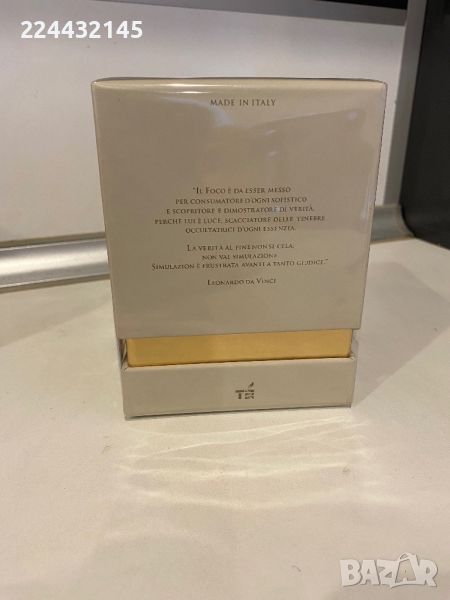 224432145
MADE IN ITALY
"IL FOCO È DA ESSER MESSO
PER CONSUMATORE D'OGNI SOFISTICO
E SCOPRITORE E DIMOSTRATORE DI VERITÀ,
PERCHÉ LUI È LUCE, SCACCIATORE DELLE TENEBRE
OCCULTATRICI D'OGNI ESSENZA.
LA VERITÀ AL FINE NON SI CELA;
NON VAL SIMULAZIONE.
SIMULAZION È FRUSTRATA AVANTI A TANTO GIUDICE."
LEONARDO DA VINCI
BAZAR